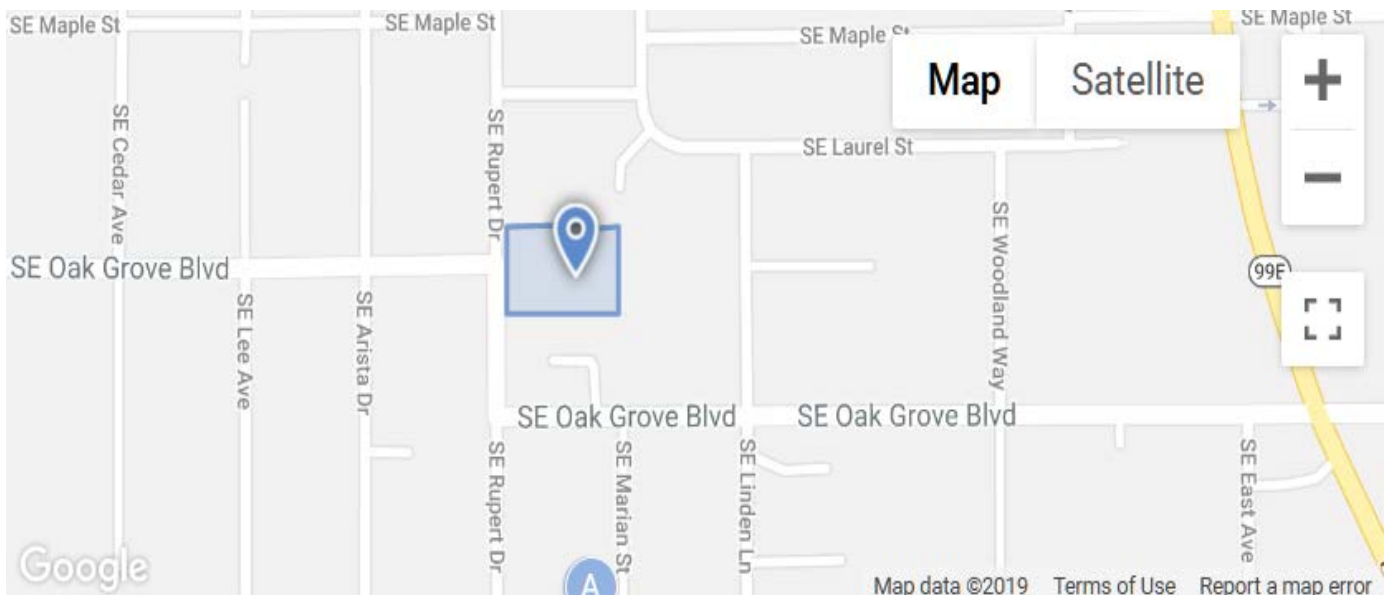 SE Maple St
SE Maple St
SE Maple St
SE Maple St
Map
Satellite
+
−
SE Cedar Ave
SE Rupert Dr
SE Laurel St
SE Oak Grove Blvd
SE Woodland Way
99E
SE Lee Ave
SE Arista Dr
SE Oak Grove Blvd
SE Oak Grove Blvd
SE Rupert Dr
SE Marian St
SE Linden Ln
SE East Ave
Google
A
Map data ©2019 Terms of Use Report a map error